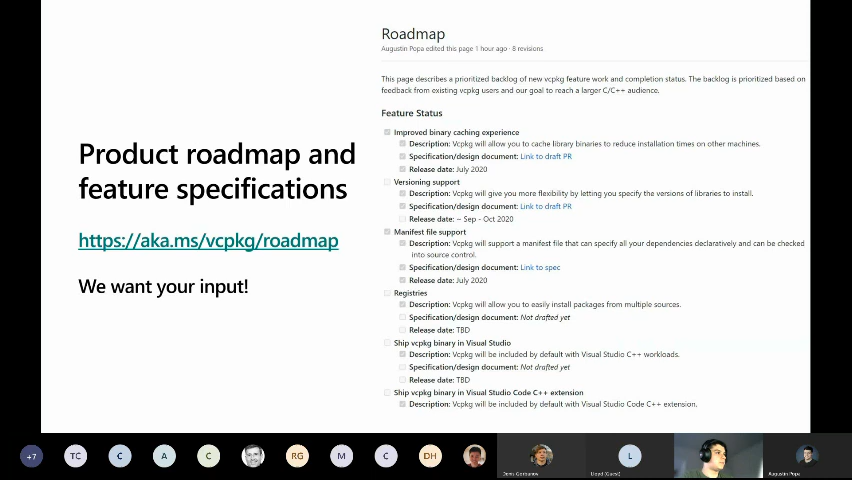 Product roadmap and
feature specifications
https://aka.ms/vcpkg/roadmap
We want your input!
Roadmap
Augustin Popa edited this page 1 hour ago · 8 revisions
This page describes a prioritized backlog of new vcpkg feature work and completion status. The backlog is prioritized based on
feedback from existing vcpkg users and our goal to reach a larger C/C++ audience.
Feature Status
Improved binary caching experience
Description: Vcpkg will allow you to cache library binaries to reduce installation times on other machines.
Specification/design document: Link to draft PR
Release date: July 2020
Versioning support
Description: Vcpkg will give you more flexibility by letting you specify the versions of libraries to install.
Specification/design document: Link to draft PR
Release date: ~ Sep - Oct 2020
Manifest file support
Description: Vcpkg will support a manifest file that can specify all your dependencies declaratively and can be checked
into source control.
Specification/design document: Link to spec
Release date: July 2020
Registries
Description: Vcpkg will allow you to easily install packages from multiple sources.
Specification/design document: Not drafted yet
Release date: TBD
Ship vcpkg binary in Visual Studio
Description: Vcpkg will be included by default with Visual Studio C++ workloads.
Specification/design document: Not drafted yet
Release date: TBD
Ship vcpkg binary in Visual Studio Code C++ extension
Description: Vcpkg will be included by default with Visual Studio Code C++ extension.
+7 TC C A C RG M C DH L
Lloyd (Guest)
Augustin Popa